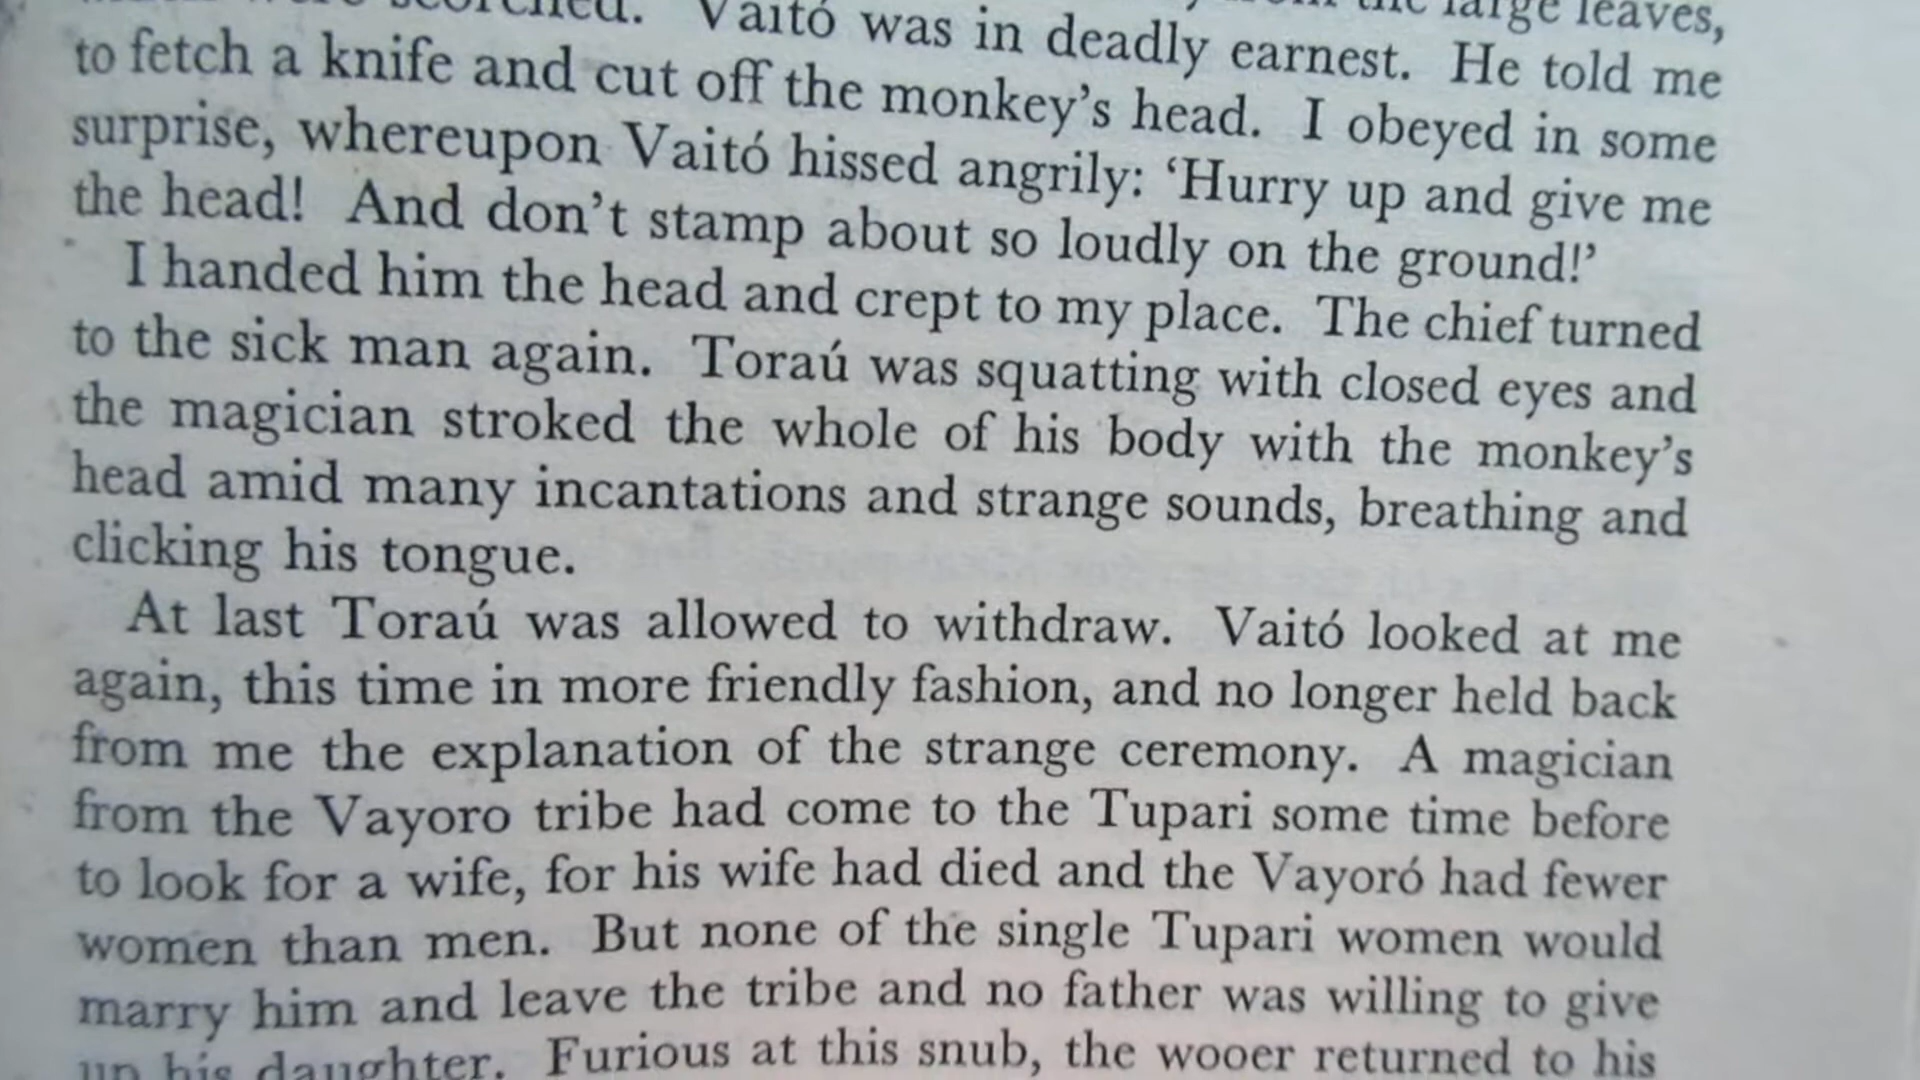 were scorched. Vaitó was in deadly earnest. He told me
the large leaves,
to fetch a knife and cut off the monkey's head. I obeyed in some
surprise, whereupon Vaitó hissed angrily: 'Hurry up and give me
the head! And don't stamp about so loudly on the ground!'
I handed him the head and crept to my place. The chief turned
to the sick man again. Toraú was squatting with closed eyes and
the magician stroked the whole of his body with the monkey's
head amid many incantations and strange sounds, breathing and
clicking his tongue.
At last Toraú was allowed to withdraw. Vaitó looked at me
again, this time in more friendly fashion, and no longer held back
from me the explanation of the strange ceremony. A magician
from the Vayoro tribe had come to the Tupari some time before
to look for a wife, for his wife had died and the Vayoró had fewer
women than men. But none of the single Tupari women would
marry him and leave the tribe and no father was willing to give
up his daughter. Furious at this snub, the wooer returned to his